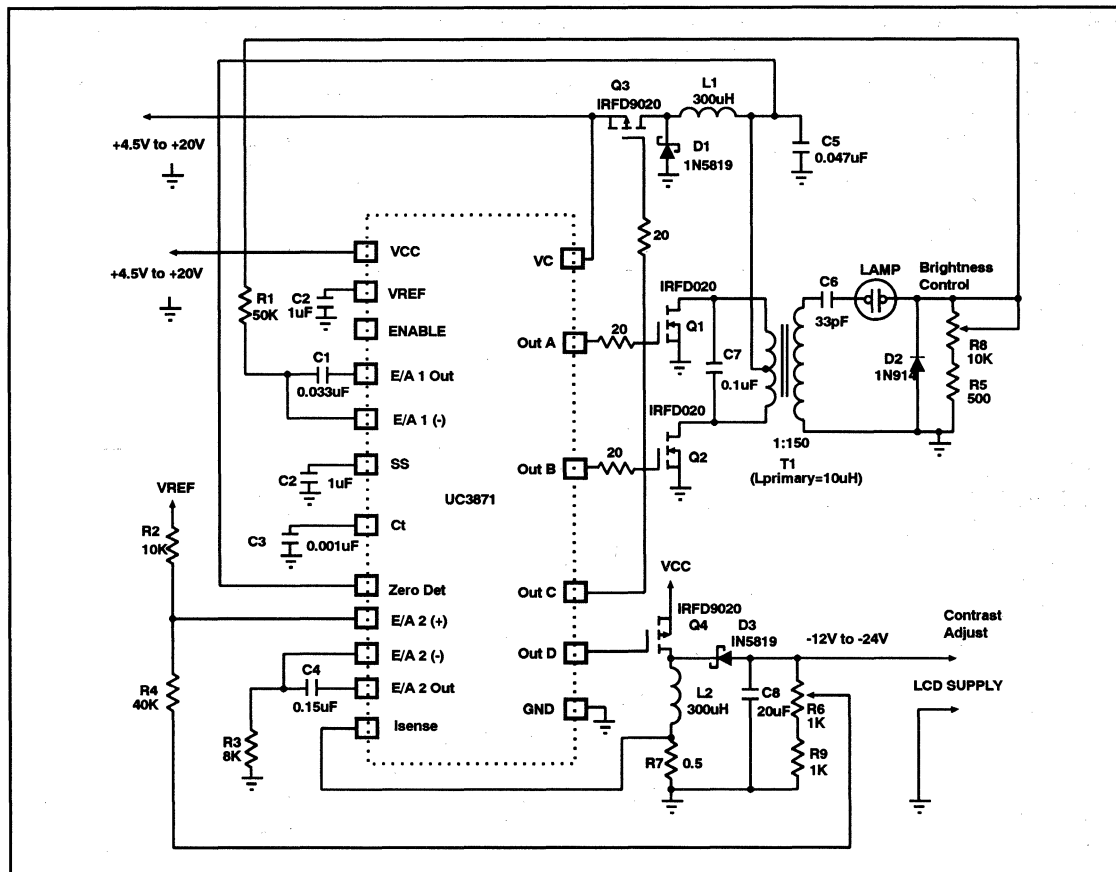 Q3
IRFD9020
L1
300uH
+4.5V to +20V
D1
1N5819
C5
0.047uF
20
VCC
VC
+4.5V to +20V
R1
50K
C2
1uF
VREF
ENABLE
IRFD020
C6
33pF
LAMP
Brightness
Control
20
Out A
Q1
C1
0.033uF
E/A 1 Out
C7
0.1uF
D2
1N914
R8
10K
R5
500
E/A 1 (-)
IRFD020
1:150
T1
(Lprimary=10uH)
20
Out B
Q2
C2
1uF
SS
UC3871
VREF
R2
10K
C3
0.001uF
Ct
VCC
Zero Det
Out C
IRFD9020
Q4
D3
IN5819
-12V to -24V
Contrast
Adjust
E/A 2 (+)
E/A 2 (-)
Out D
R4
40K
C4
0.15uF
E/A 2 Out
L2
300uH
C8
20uF
R6
1K
LCD SUPPLY
GND
Isense
R3
8K
R7
0.5
R9
1K